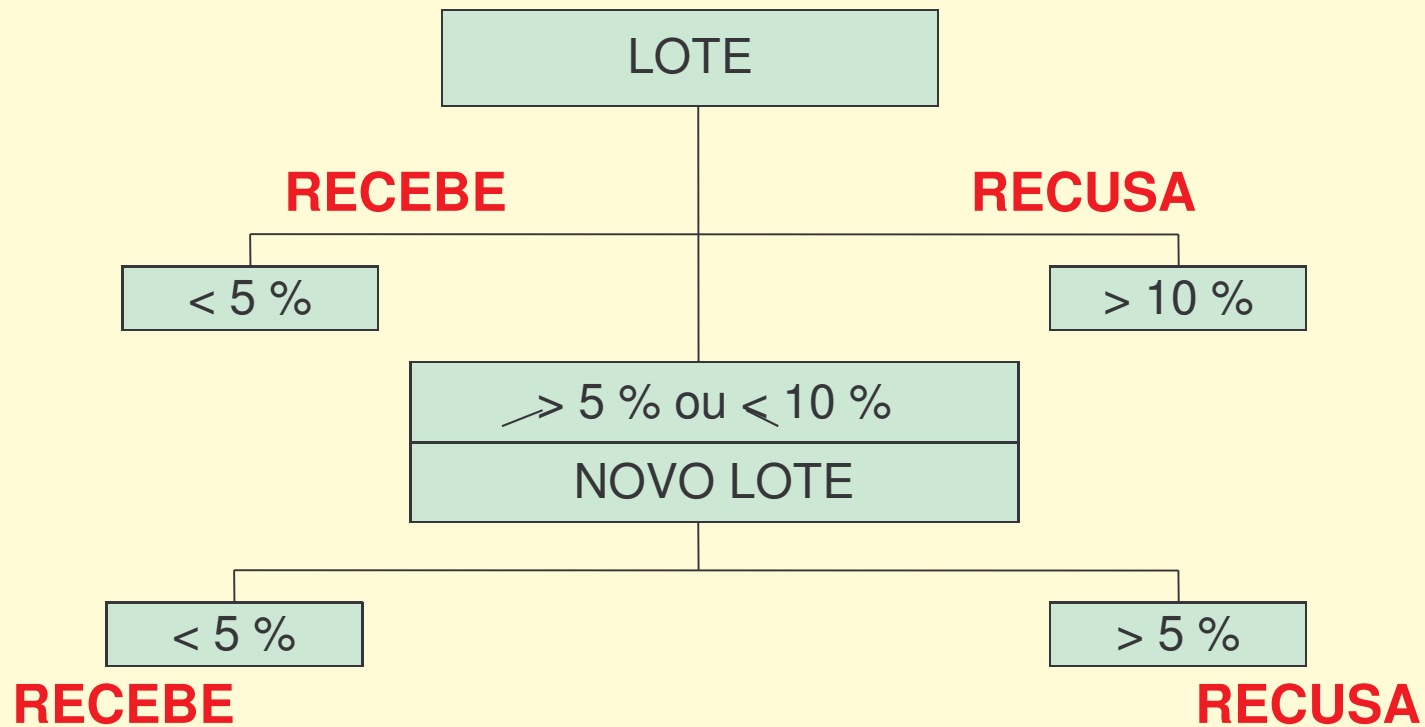 LOTE
RECEBE RECUSA
< 5 % > 10 %
> 5 % ou < 10 %
NOVO LOTE
< 5 % > 5 %
RECEBE RECUSA